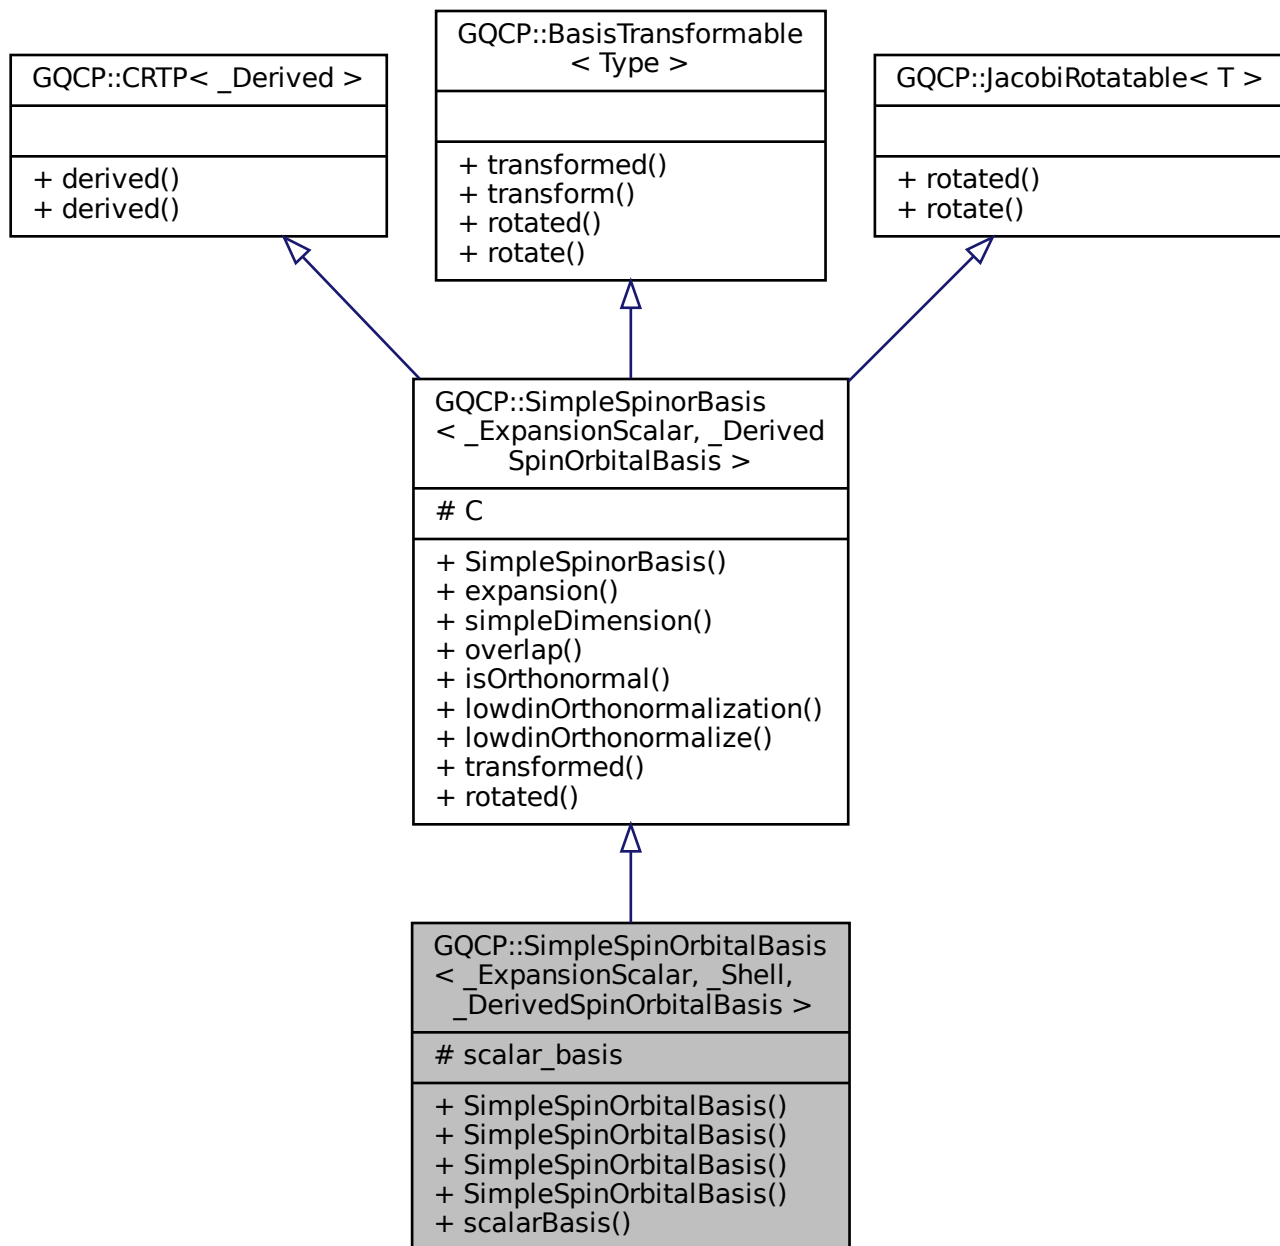 GQCP::CRTP< _Derived >
+ derived()
+ derived()
GQCP::BasisTransformable
< Type >
+ transformed()
+ transform()
+ rotated()
+ rotate()
GQCP::JacobiRotatable< T >
+ rotated()
+ rotate()
GQCP::SimpleSpinorBasis
< _ExpansionScalar, _Derived
SpinOrbitalBasis >
# C
+ SimpleSpinorBasis()
+ expansion()
+ simpleDimension()
+ overlap()
+ isOrthonormal()
+ lowdinOrthonormalization()
+ lowdinOrthonormalize()
+ transformed()
+ rotated()
GQCP::SimpleSpinOrbitalBasis
< _ExpansionScalar, _Shell,
_DerivedSpinOrbitalBasis >
# scalar_basis
+ SimpleSpinOrbitalBasis()
+ SimpleSpinOrbitalBasis()
+ SimpleSpinOrbitalBasis()
+ SimpleSpinOrbitalBasis()
+ scalarBasis()